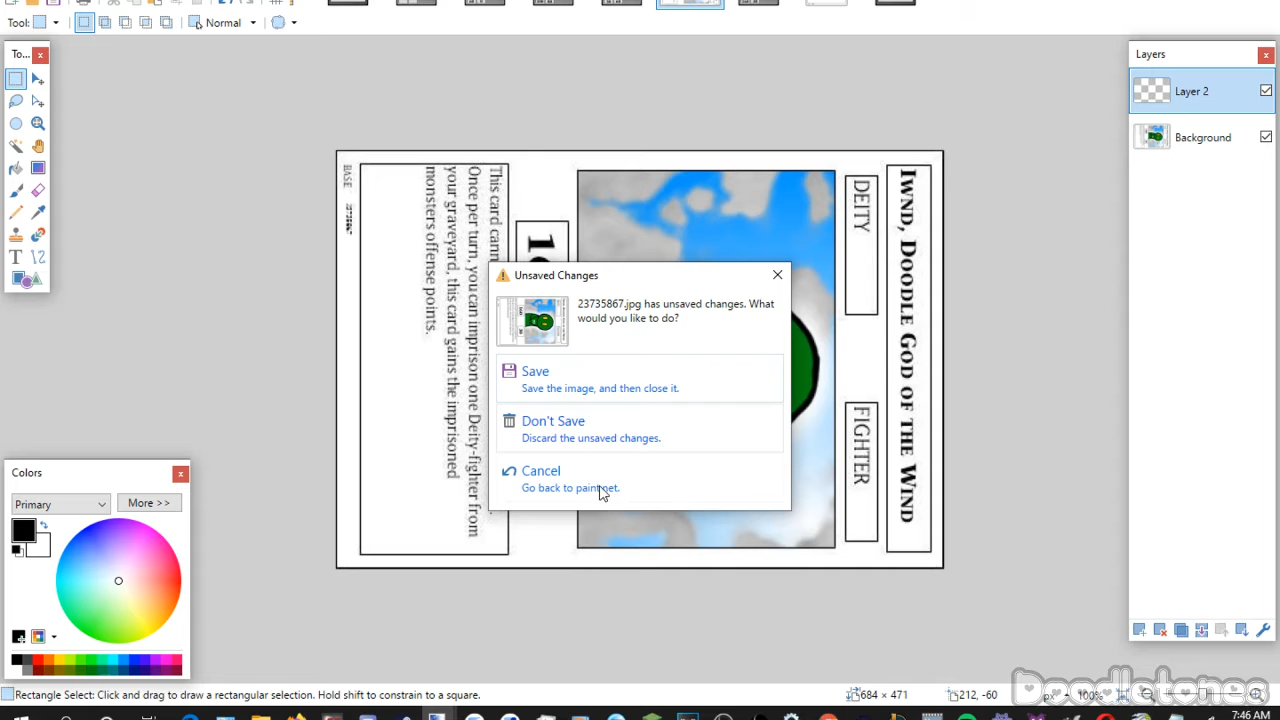 Tool:
Normal
To...
Layers
Layer 2
Background
IWND, DOODLE GOD OF THE WIND
DEITY
FIGHTER
This card cann
Once per turn, you can imprison one Deity-fighter from
your graveyard, this card gains the imprisoned
monsters offense points.
BASE
Unsaved Changes
23735867.jpg has unsaved changes. What
would you like to do?
Save
Save the image, and then close it.
Don't Save
Discard the unsaved changes.
Cancel
Go back to paint.net.
Colors
Primary
More >>
Rectangle Select: Click and drag to draw a rectangular selection. Hold shift to constrain to a square.
684 × 471
212, -60
px
100%
Doodletones
7:46 AM